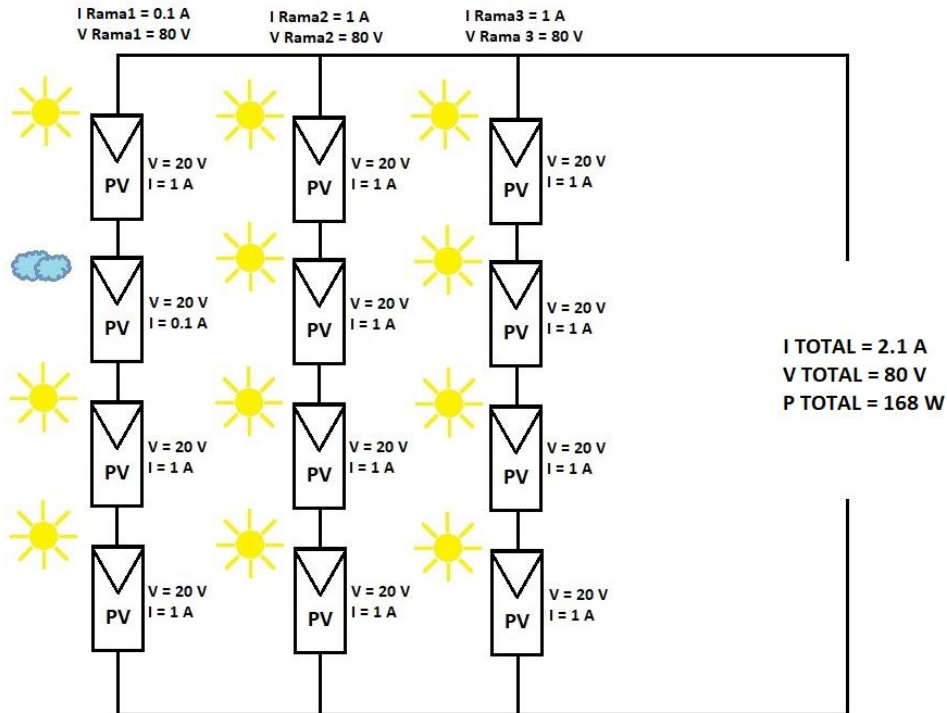 I Rama1 = 0.1 A
V Rama1 = 80 V
I Rama2 = 1 A
V Rama2 = 80 V
I Rama3 = 1 A
V Rama 3 = 80 V
PV
V = 20 V
I = 1 A
PV
V = 20 V
I = 1 A
PV
V = 20 V
I = 1 A
PV
V = 20 V
I = 0.1 A
PV
V = 20 V
I = 1 A
PV
V = 20 V
I = 1 A
PV
V = 20 V
I = 1 A
PV
V = 20 V
I = 1 A
PV
V = 20 V
I = 1 A
PV
V = 20 V
I = 1 A
PV
V = 20 V
I = 1 A
PV
V = 20 V
I = 1 A
I TOTAL = 2.1 A
V TOTAL = 80 V
P TOTAL = 168 W